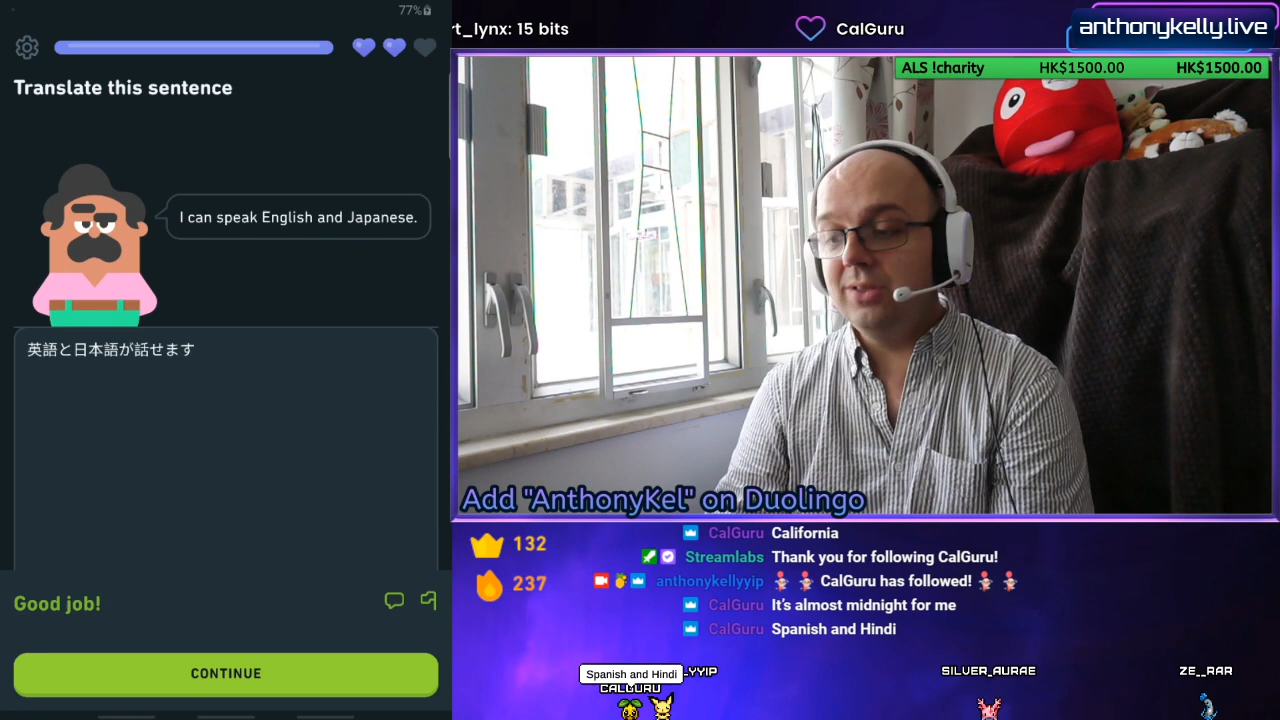 77%
Translate this sentence
I can speak English and Japanese.
英語と日本語が話せます
Good job!
CONTINUE
rt_lynx: 15 bits
CalGuru
anthonykelly.live
ALS !charity HK$1500.00 HK$1500.00
Add "AnthonyKel" on Duolingo
132
237
CalGuru California
Streamlabs Thank you for following CalGuru!
anthonykellyyip CalGuru has followed!
CalGuru It's almost midnight for me
CalGuru Spanish and Hindi
Spanish and Hindi
LYYIP
CALGURU
SILVER_AURAE
ZE__RAR